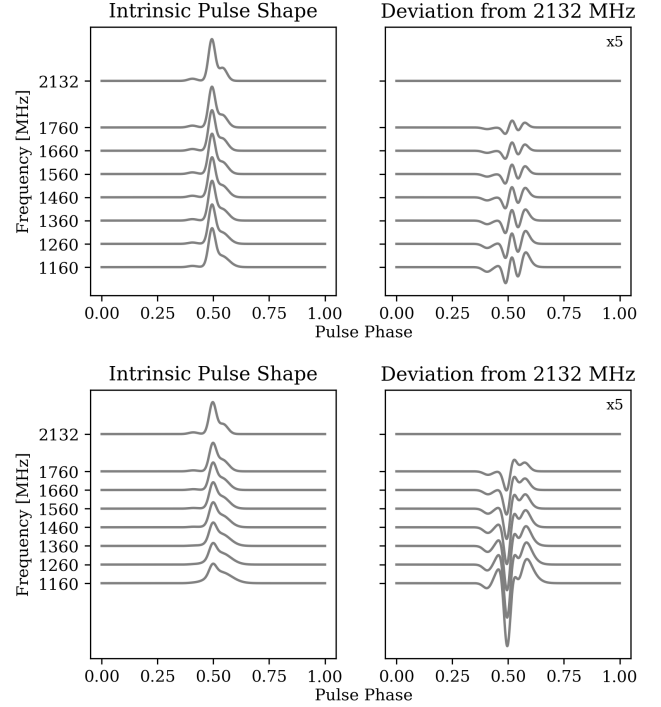 Intrinsic Pulse Shape
Deviation from 2132 MHz
x5
2132
1760
1660
1560
1460
1360
1260
1160
Frequency [MHz]
0.00 0.25 0.50 0.75 1.00
0.00 0.25 0.50 0.75 1.00
Pulse Phase
Intrinsic Pulse Shape
Deviation from 2132 MHz
x5
2132
1760
1660
1560
1460
1360
1260
1160
Frequency [MHz]
0.00 0.25 0.50 0.75 1.00
0.00 0.25 0.50 0.75 1.00
Pulse Phase